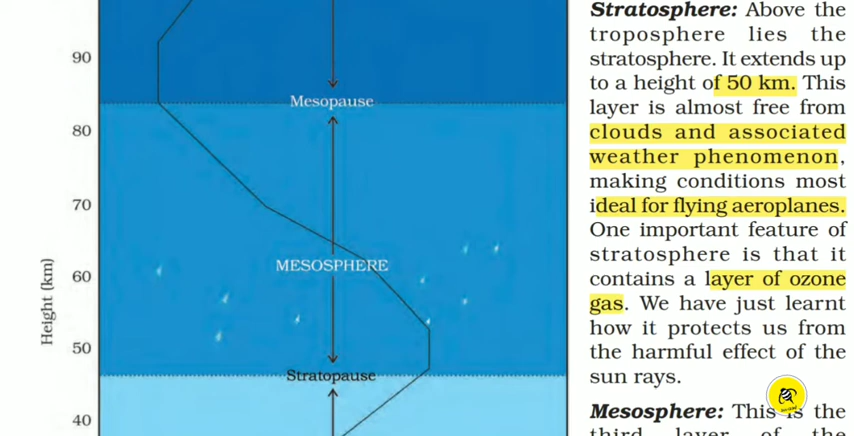 90
Mesopause
80
70
MESOSPHERE
60
Height (km)
50
Stratopause
40
Stratosphere: Above the
troposphere lies the
stratosphere. It extends up
to a height of 50 km. This
layer is almost free from
clouds and associated
weather phenomenon,
making conditions most
ideal for flying aeroplanes.
One important feature of
stratosphere is that it
contains a layer of ozone
gas. We have just learnt
how it protects us from
the harmful effect of the
sun rays.
Mesosphere: This is the
third layer of the